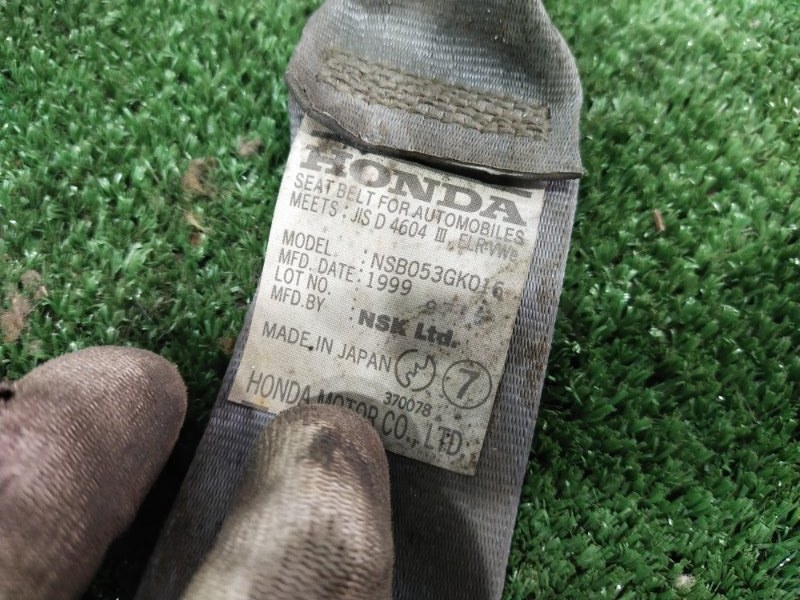 HONDA
SEAT BELT FOR AUTOMOBILES
MEETS : JIS D 4604 III, ELR-VWe
MODEL : NSB053GK016
MFD. DATE : 1999
LOT NO. :
MFD.BY : NSK Ltd.
MADE IN JAPAN 7
370078
HONDA MOTOR CO., LTD.